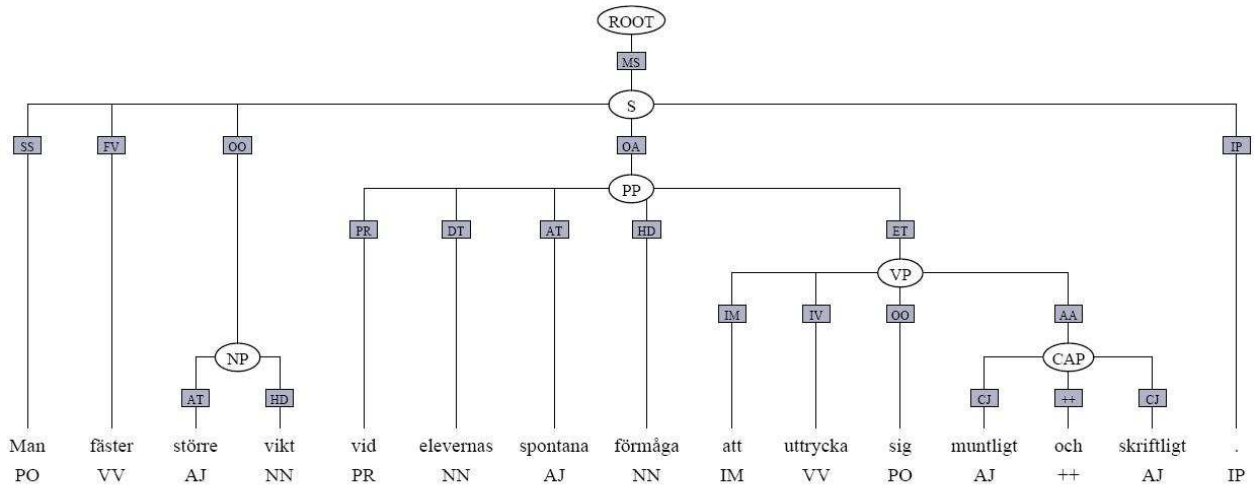 ROOT
MS
S
SS FV OO OA IP
PP
PR DT AT HD ET
VP
IM IV OO AA
NP CAP
AT HD CJ ++ CJ
Man fäster större vikt vid elevernas spontana förmåga att uttrycka sig muntligt och skriftligt .
PO VV AJ NN PR NN AJ NN IM VV PO AJ ++ AJ IP